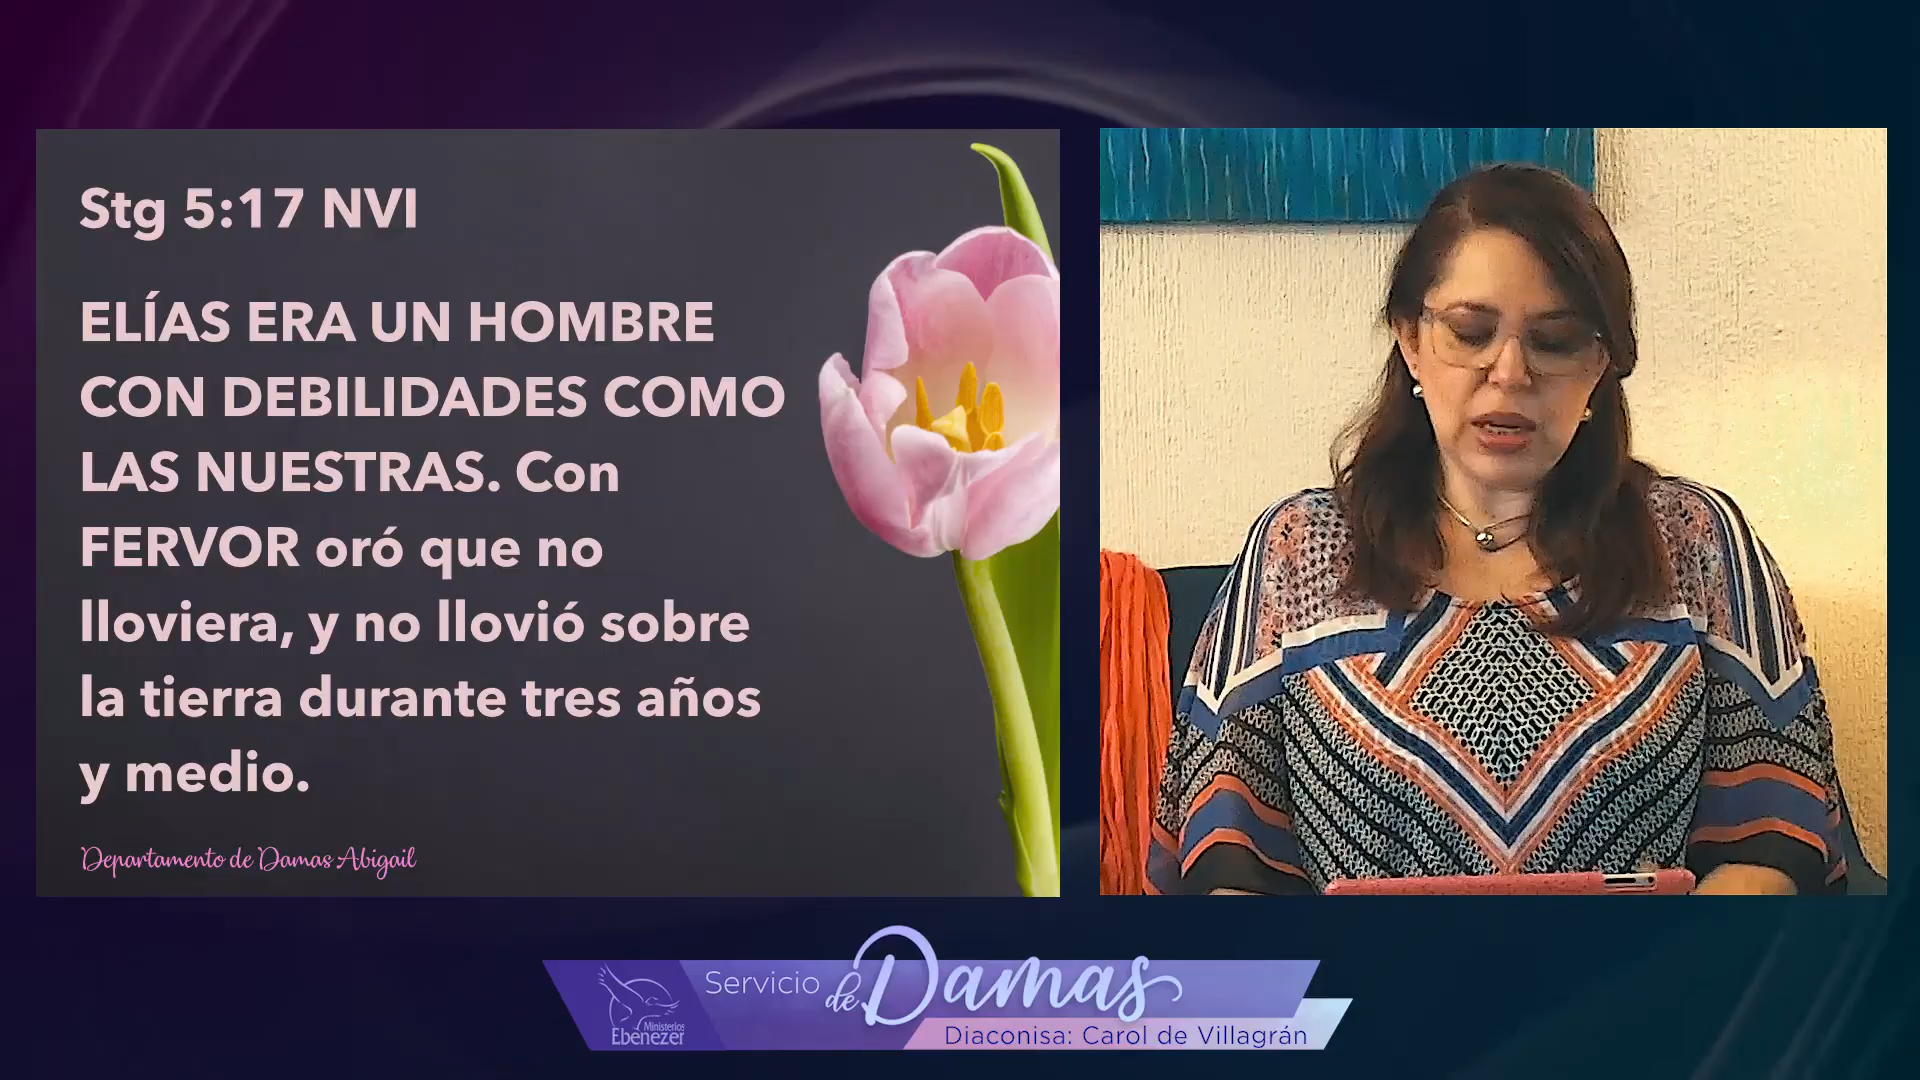 Stg 5:17 NVI
ELÍAS ERA UN HOMBRE
CON DEBILIDADES COMO
LAS NUESTRAS. Con
FERVOR oró que no
lloviera, y no llovió sobre
la tierra durante tres años
y medio.
Departamento de Damas Abigail
Servicio de Damas
Ministerios
Ebenezer
Diaconisa: Carol de Villagrán